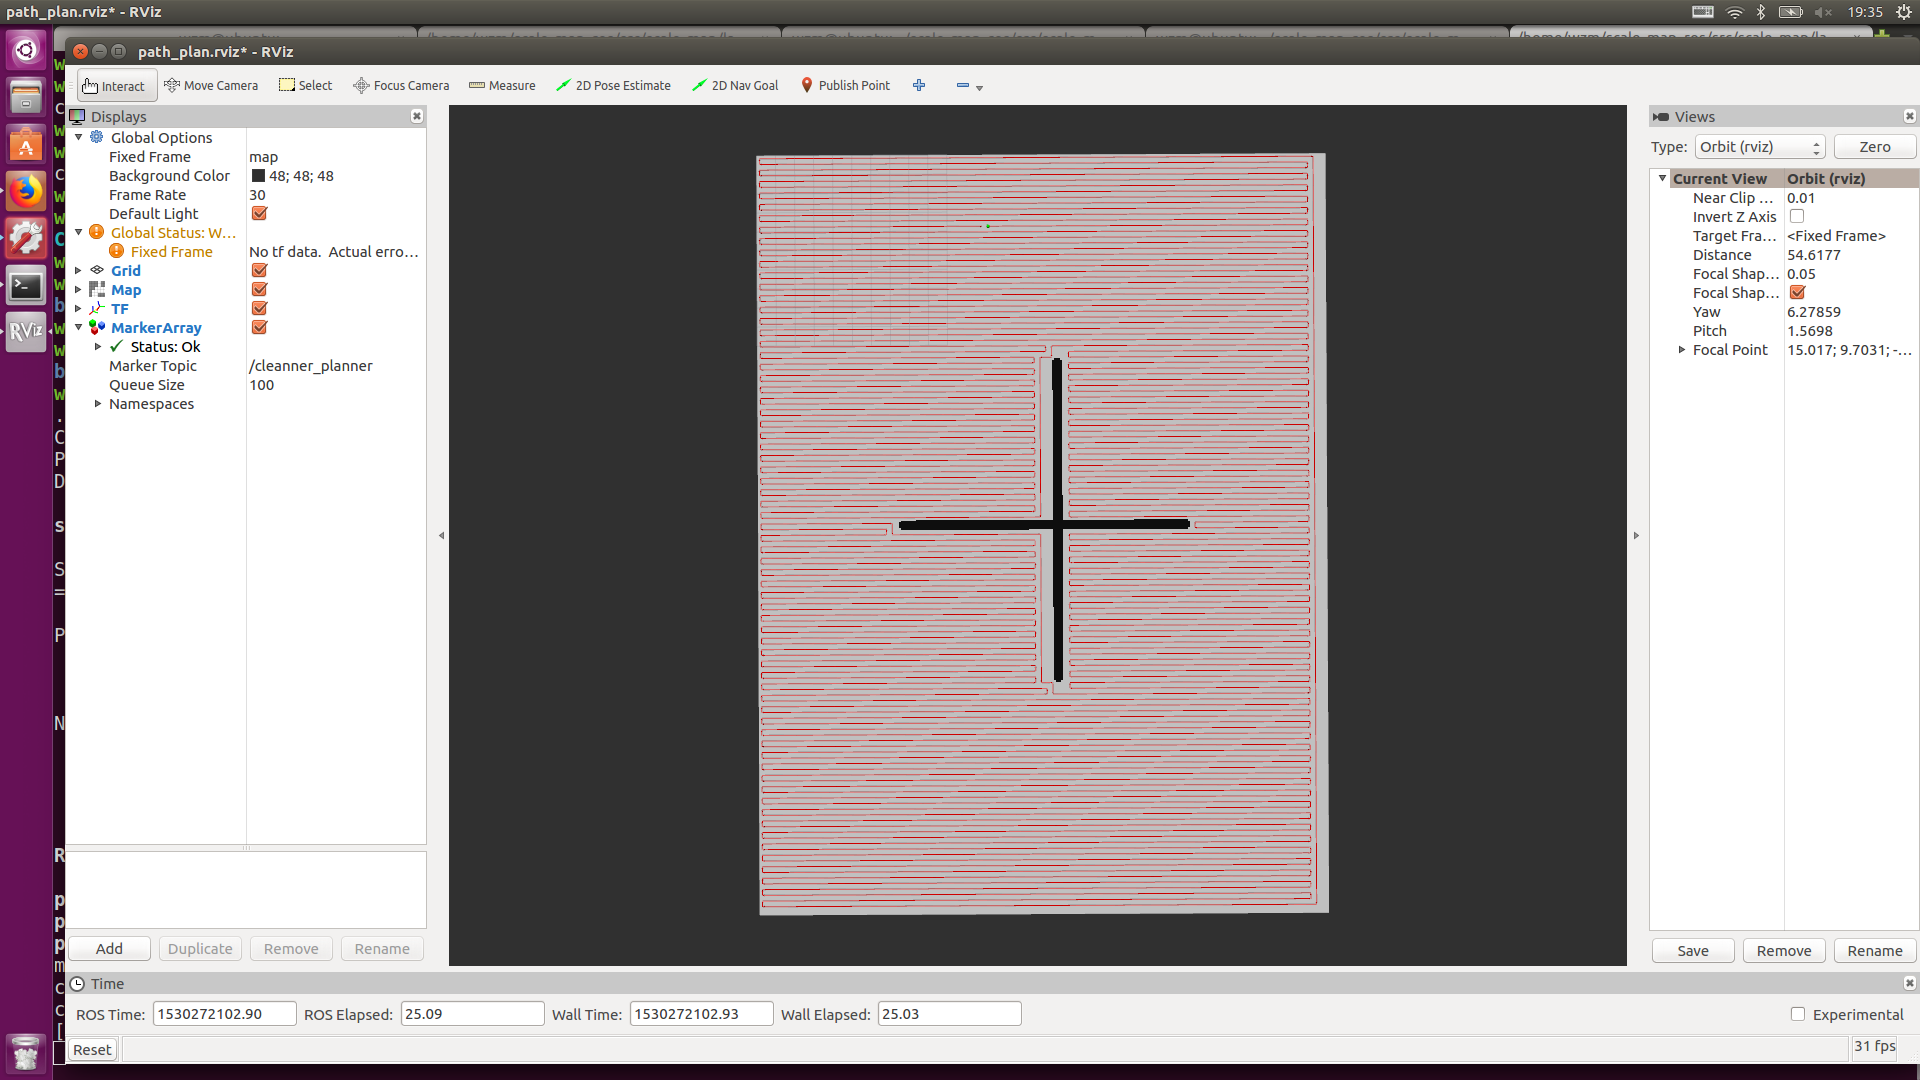 path_plan.rviz* - RViz
19:35
path_plan.rviz* - RViz
Interact
Move Camera
Select
Focus Camera
Measure
2D Pose Estimate
2D Nav Goal
Publish Point
Displays
Global Options
Fixed Frame map
Background Color 48; 48; 48
Frame Rate 30
Default Light
Global Status: W...
Fixed Frame No tf data.  Actual erro...
Grid
Map
TF
MarkerArray
Status: Ok
Marker Topic /cleanner_planner
Queue Size 100
Namespaces
Add
Duplicate
Remove
Rename
Views
Type: Orbit (rviz) Zero
Current View Orbit (rviz)
Near Clip ... 0.01
Invert Z Axis
Target Fra... <Fixed Frame>
Distance 54.6177
Focal Shap... 0.05
Focal Shap...
Yaw 6.27859
Pitch 1.5698
Focal Point 15.017; 9.7031; -...
Save
Remove
Rename
Time
ROS Time: 1530272102.90 ROS Elapsed: 25.09 Wall Time: 1530272102.93 Wall Elapsed: 25.03 Experimental
Reset
31 fps
RViz